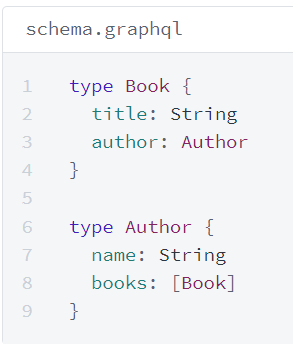 schema.graphql
1 type Book {
2   title: String
3   author: Author
4 }
5
6 type Author {
7   name: String
8   books: [Book]
9 }